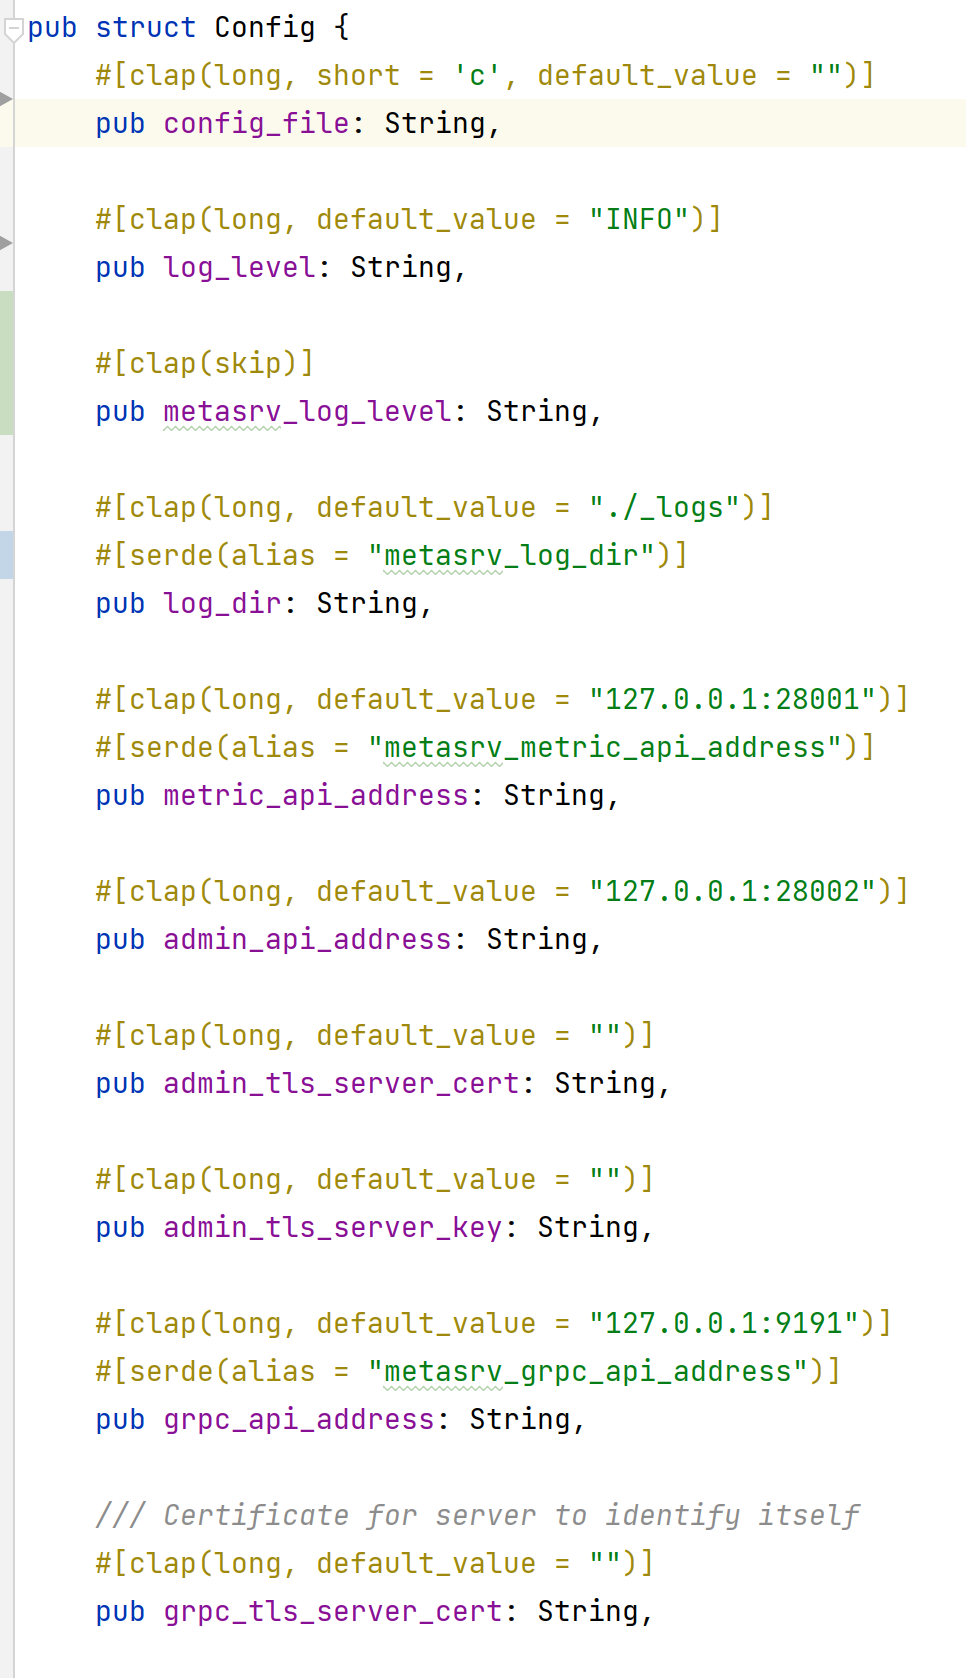 pub struct Config {
#[clap(long, short = 'c', default_value = "")]
pub config_file: String,
#[clap(long, default_value = "INFO")]
pub log_level: String,
#[clap(skip)]
pub metasrv_log_level: String,
#[clap(long, default_value = "./_logs")]
#[serde(alias = "metasrv_log_dir")]
pub log_dir: String,
#[clap(long, default_value = "127.0.0.1:28001")]
#[serde(alias = "metasrv_metric_api_address")]
pub metric_api_address: String,
#[clap(long, default_value = "127.0.0.1:28002")]
pub admin_api_address: String,
#[clap(long, default_value = "")]
pub admin_tls_server_cert: String,
#[clap(long, default_value = "")]
pub admin_tls_server_key: String,
#[clap(long, default_value = "127.0.0.1:9191")]
#[serde(alias = "metasrv_grpc_api_address")]
pub grpc_api_address: String,
/// Certificate for server to identify itself
#[clap(long, default_value = "")]
pub grpc_tls_server_cert: String,